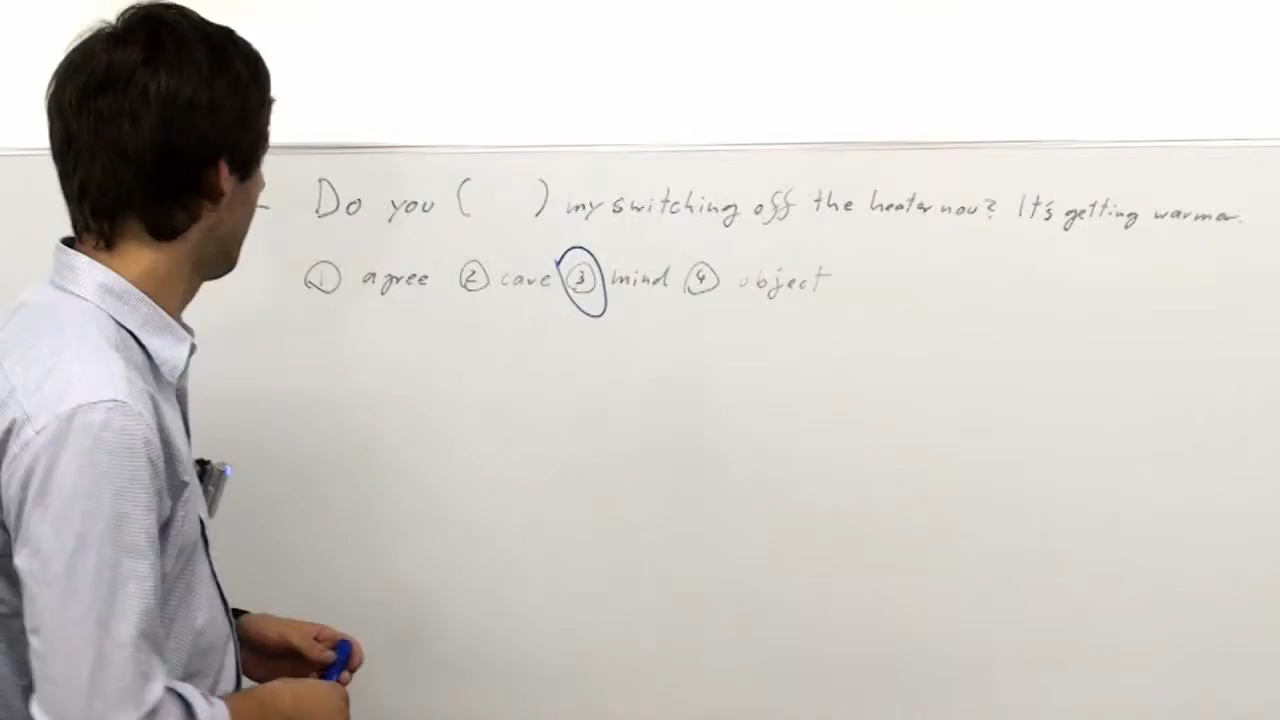 Do you ( ) my switching off the heater now? It's getting warmer.
① agree ② care ③ mind ④ object